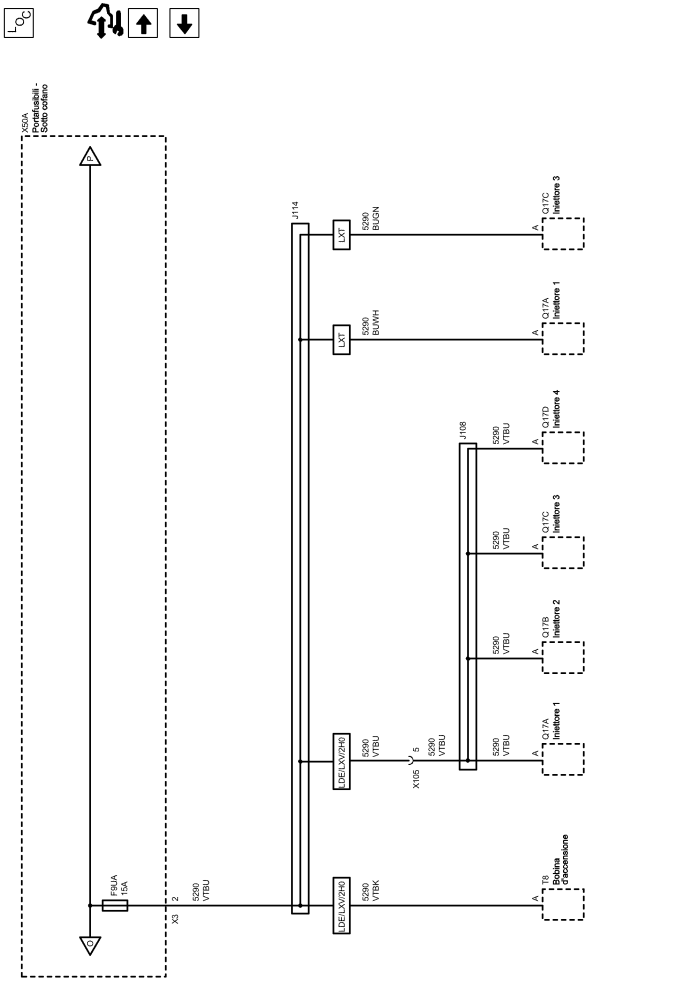 LOC
X50A
Portafusibili -
Sotto cofano
P
O
F9UA
15A
X3 2
5290
VTBU
J114
LXT
5290
BUGN
A
Q17C
Iniettore 3
LXT
5290
BUWH
A
Q17A
Iniettore 1
J108
5290
VTBU
A
Q17D
Iniettore 4
5290
VTBU
A
Q17C
Iniettore 3
5290
VTBU
A
Q17B
Iniettore 2
LDE/LXV/2H0
5290
VTBU
X105 5
5290
VTBU
5290
VTBU
A
Q17A
Iniettore 1
LDE/LXV/2H0
5290
VTBK
A
T8
Bobina
d'accensione